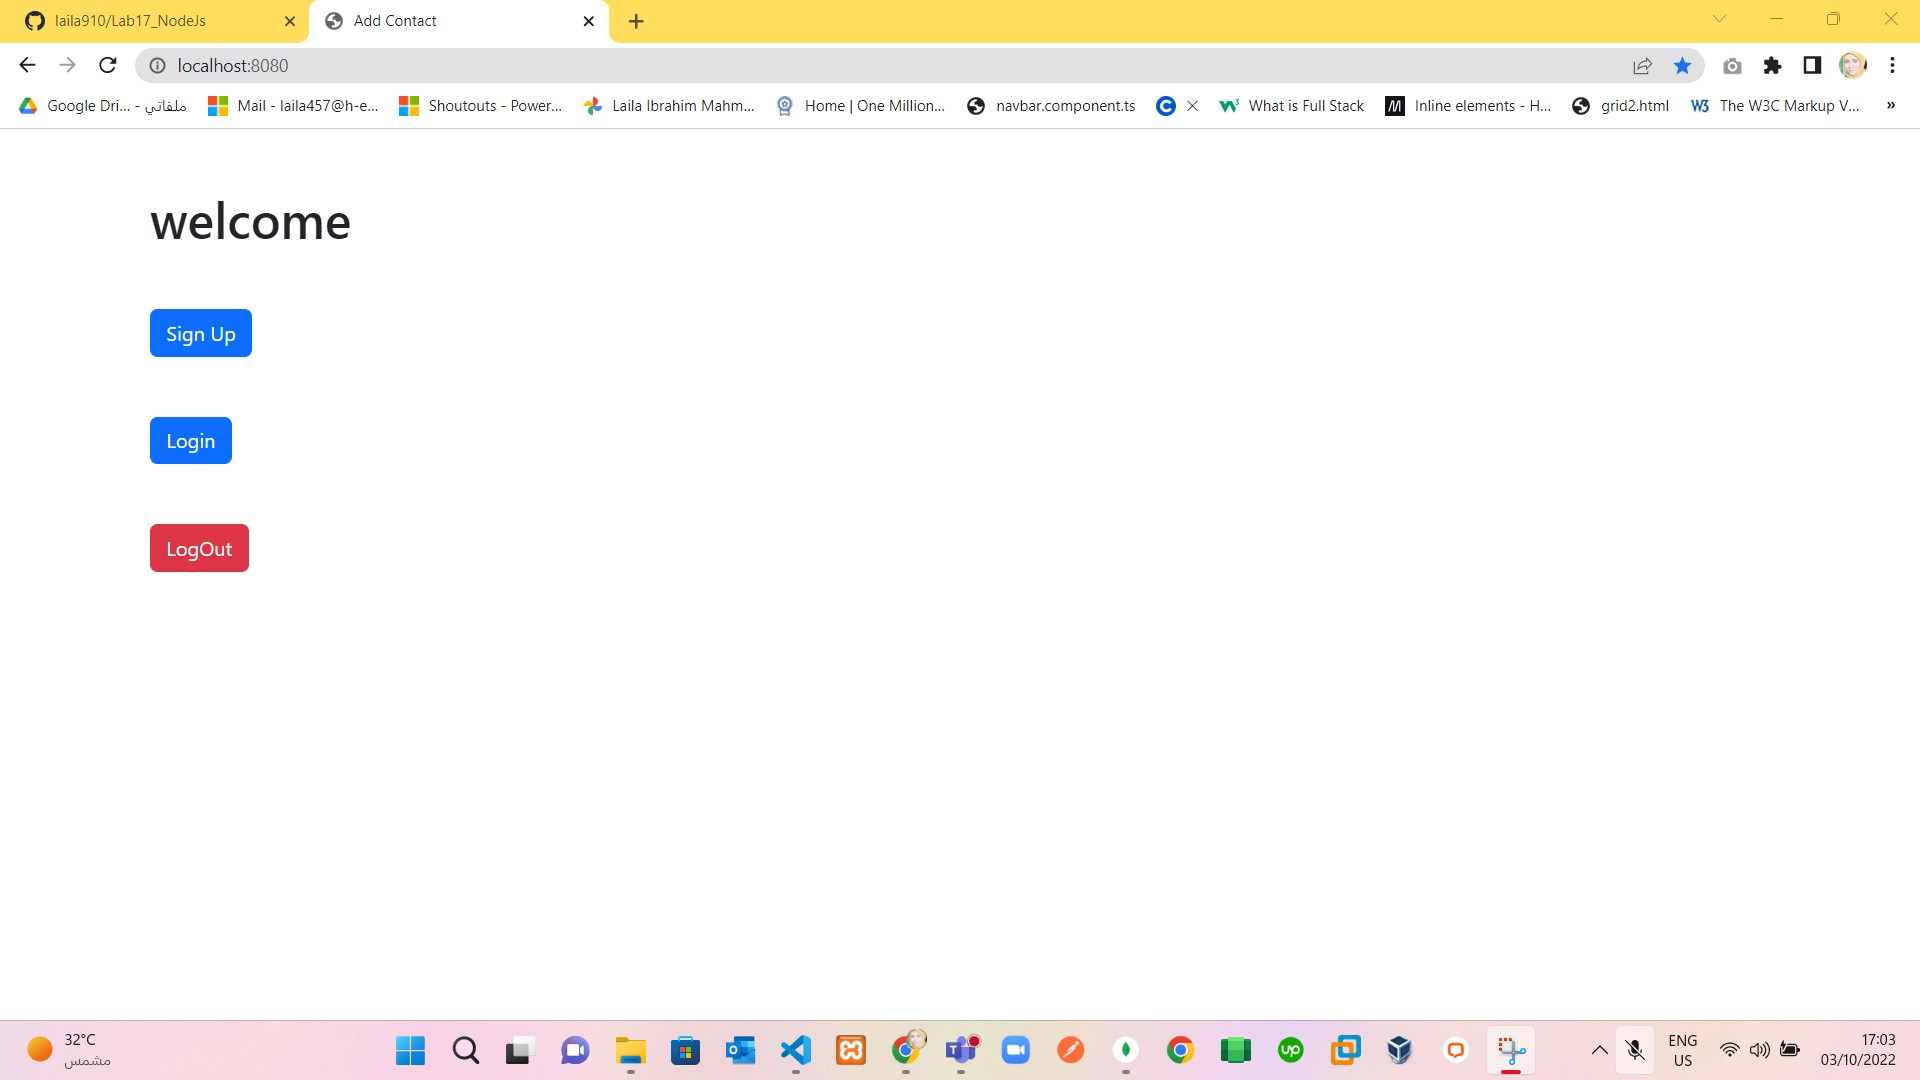 laila910/Lab17_NodeJs
Add Contact
localhost:8080
Google Dri... - ملفاتي
Mail - laila457@h-e...
Shoutouts - Power...
Laila Ibrahim Mahm...
Home | One Million...
navbar.component.ts
What is Full Stack
Inline elements - H...
grid2.html
The W3C Markup V...
welcome
Sign Up
Login
LogOut
32°C
مشمس
ENG
US
17:03
03/10/2022